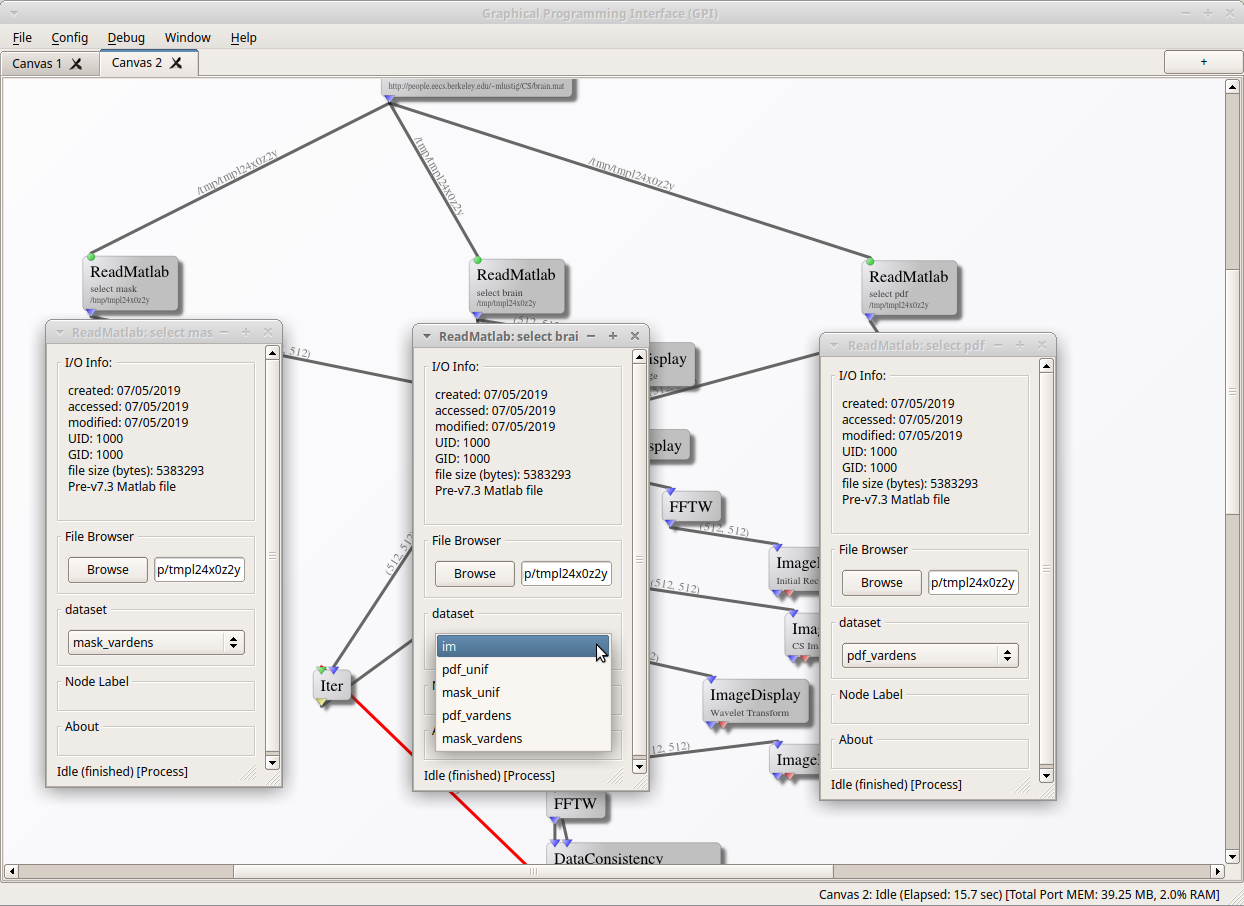 Graphical Programming Interface (GPI)
File Config Debug Window Help
Canvas 1 Canvas 2 +
http://people.eecs.berkeley.edu/~mlustig/CS/brain.mat
/tmp/tmpl24x0z2y
/tmp/tmpl24x0z2y
/tmp/tmpl24x0z2y
ReadMatlab
select mask
/tmp/tmpl24x0z2y
ReadMatlab
select brain
/tmp/tmpl24x0z2y
ReadMatlab
select pdf
/tmp/tmpl24x0z2y
ReadMatlab: select mas
I/O Info:
created: 07/05/2019
accessed: 07/05/2019
modified: 07/05/2019
UID: 1000
GID: 1000
file size (bytes): 5383293
Pre-v7.3 Matlab file
File Browser
Browse p/tmpl24x0z2y
dataset
mask_vardens
Node Label
About
Idle (finished) [Process]
, 512)
(512, 512
Iter
ReadMatlab: select brai
I/O Info:
created: 07/05/2019
accessed: 07/05/2019
modified: 07/05/2019
UID: 1000
GID: 1000
file size (bytes): 5383293
Pre-v7.3 Matlab file
File Browser
Browse p/tmpl24x0z2y
dataset
im
pdf_unif
mask_unif
pdf_vardens
mask_vardens
Idle (finished) [Process]
isplay
splay
FFTW
(512, 512)
ImageI
Initial Rec
(512, 512)
Ima
CS Im
2)
ImageDisplay
Wavelet Transform
12, 512)
Image
FFTW
DataConsistency
ReadMatlab: select pdf
I/O Info:
created: 07/05/2019
accessed: 07/05/2019
modified: 07/05/2019
UID: 1000
GID: 1000
file size (bytes): 5383293
Pre-v7.3 Matlab file
File Browser
Browse p/tmpl24x0z2y
dataset
pdf_vardens
Node Label
About
Idle (finished) [Process]
Canvas 2: Idle (Elapsed: 15.7 sec) [Total Port MEM: 39.25 MB, 2.0% RAM]